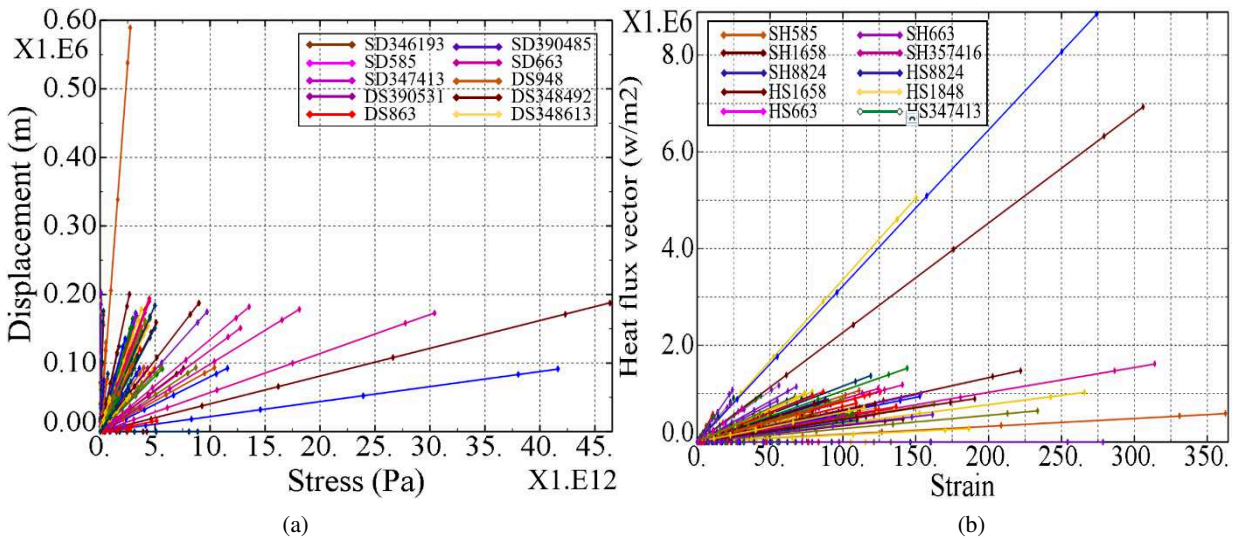 X1.E6
0.60
0.50
0.40
0.30
0.20
0.10
0.00
Displacement (m)
0. 5. 10. 15. 20. 25. 30. 35. 40. 45.
Stress (Pa)
X1.E12
SD346193 SD390485
SD585 SD663
SD347413 DS948
DS390531 DS348492
DS863 DS348613
(a)
X1.E6
8.0
6.0
4.0
2.0
0.0
Heat flux vector (w/m2)
0. 50. 100. 150. 200. 250. 300. 350.
Strain
SH585 SH663
SH1658 SH357416
SH8824 HS8824
HS1658 HS1848
HS663 HS347413
(b)